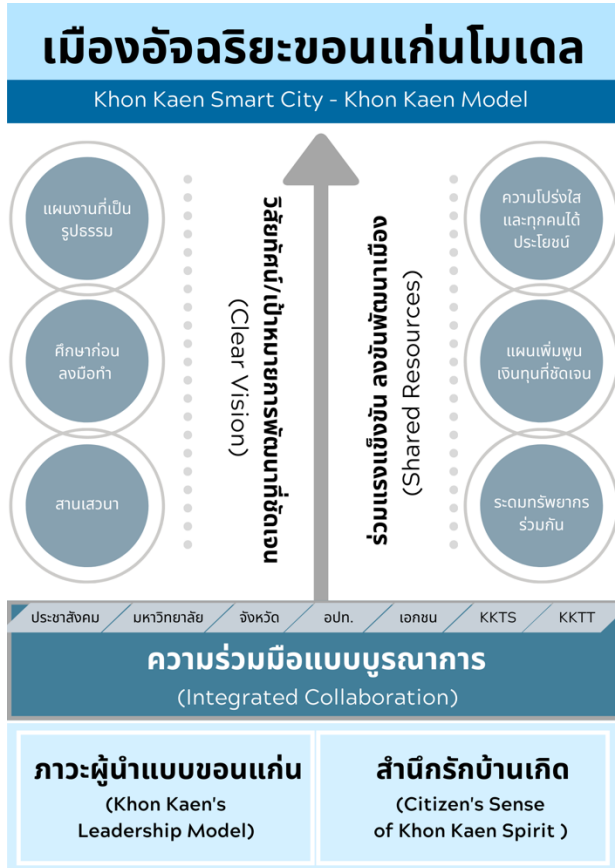 เมืองอัจฉริยะขอนแก่นโมเดล
Khon Kaen Smart City - Khon Kaen Model
แผนงานที่เป็น
รูปธรรม
ศึกษาก่อน
ลงมือทำ
สานเสวนา
วิสัยทัศน์/เป้าหมายการพัฒนาที่ชัดเจน
(Clear Vision)
ร่วมแรงแข็งขัน ลงขันพัฒนาเมือง
(Shared Resources)
ความโปร่งใส
และทุกคนได้
ประโยชน์
แผนเพิ่มพูน
เงินทุนที่ชัดเจน
ระดมทรัพยากร
ร่วมกัน
ประชาสังคม
มหาวิทยาลัย
จังหวัด
อปท.
เอกชน
KKTS
KKTT
ความร่วมมือแบบบูรณาการ
(Integrated Collaboration)
ภาวะผู้นำแบบขอนแก่น
(Khon Kaen's
Leadership Model)
สำนึกรักบ้านเกิด
(Citizen's Sense
of Khon Kaen Spirit )